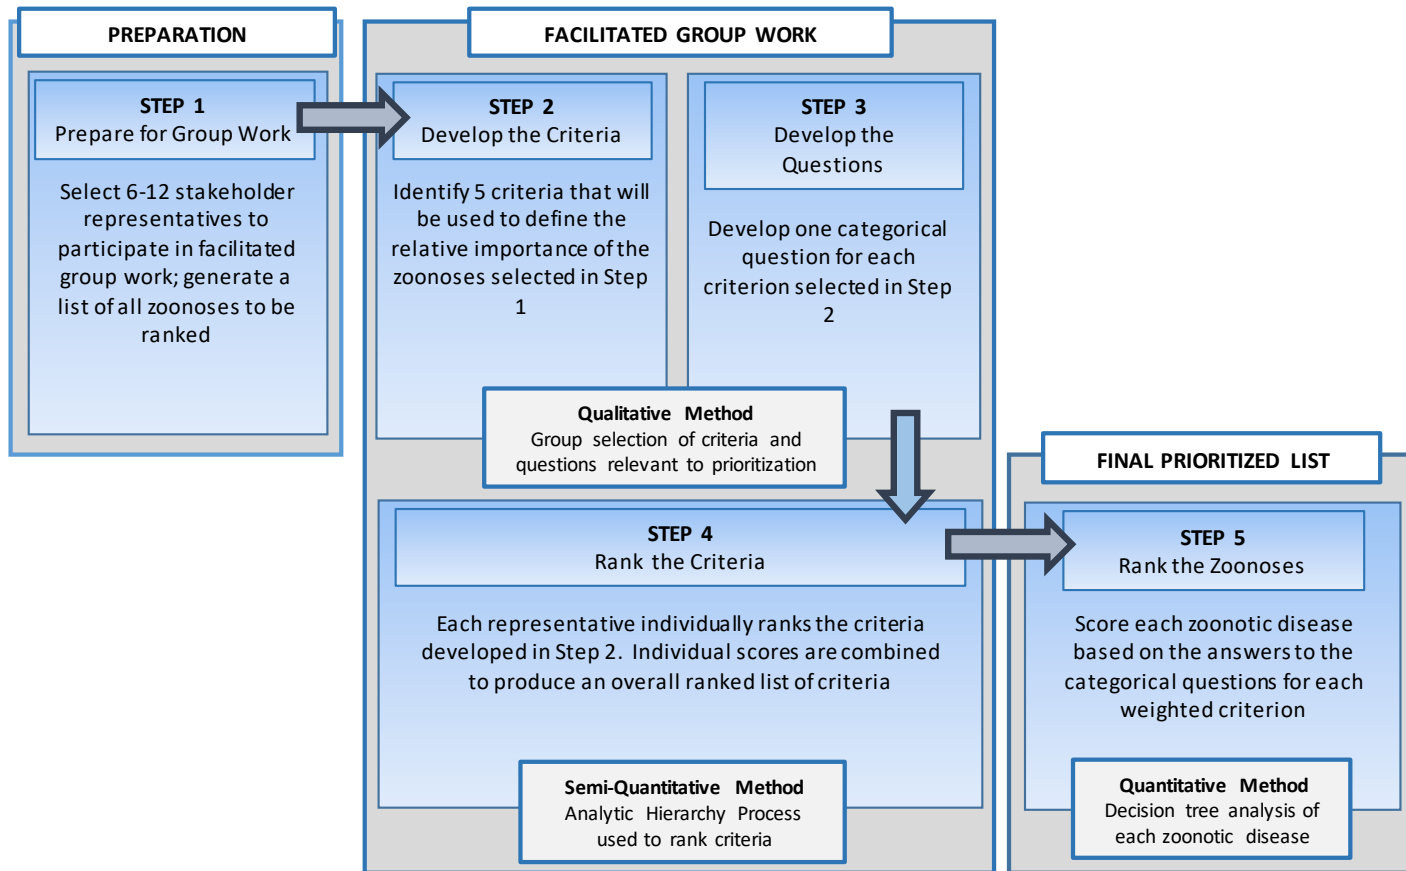 PREPARATION
STEP 1
Prepare for Group Work
Select 6-12 stakeholder
representatives to
participate in facilitated
group work; generate a
list of all zoonoses to be
ranked
FACILITATED GROUP WORK
STEP 2
Develop the Criteria
Identify 5 criteria that will
be used to define the
relative importance of the
zoonoses selected in Step
1
STEP 3
Develop the
Questions
Develop one categorical
question for each
criterion selected in Step
2
Qualitative Method
Group selection of criteria and
questions relevant to prioritization
STEP 4
Rank the Criteria
Each representative individually ranks the criteria
developed in Step 2. Individual scores are combined
to produce an overall ranked list of criteria
Semi-Quantitative Method
Analytic Hierarchy Process
used to rank criteria
FINAL PRIORITIZED LIST
STEP 5
Rank the Zoonoses
Score each zoonotic disease
based on the answers to the
categorical questions for each
weighted criterion
Quantitative Method
Decision tree analysis of
each zoonotic disease